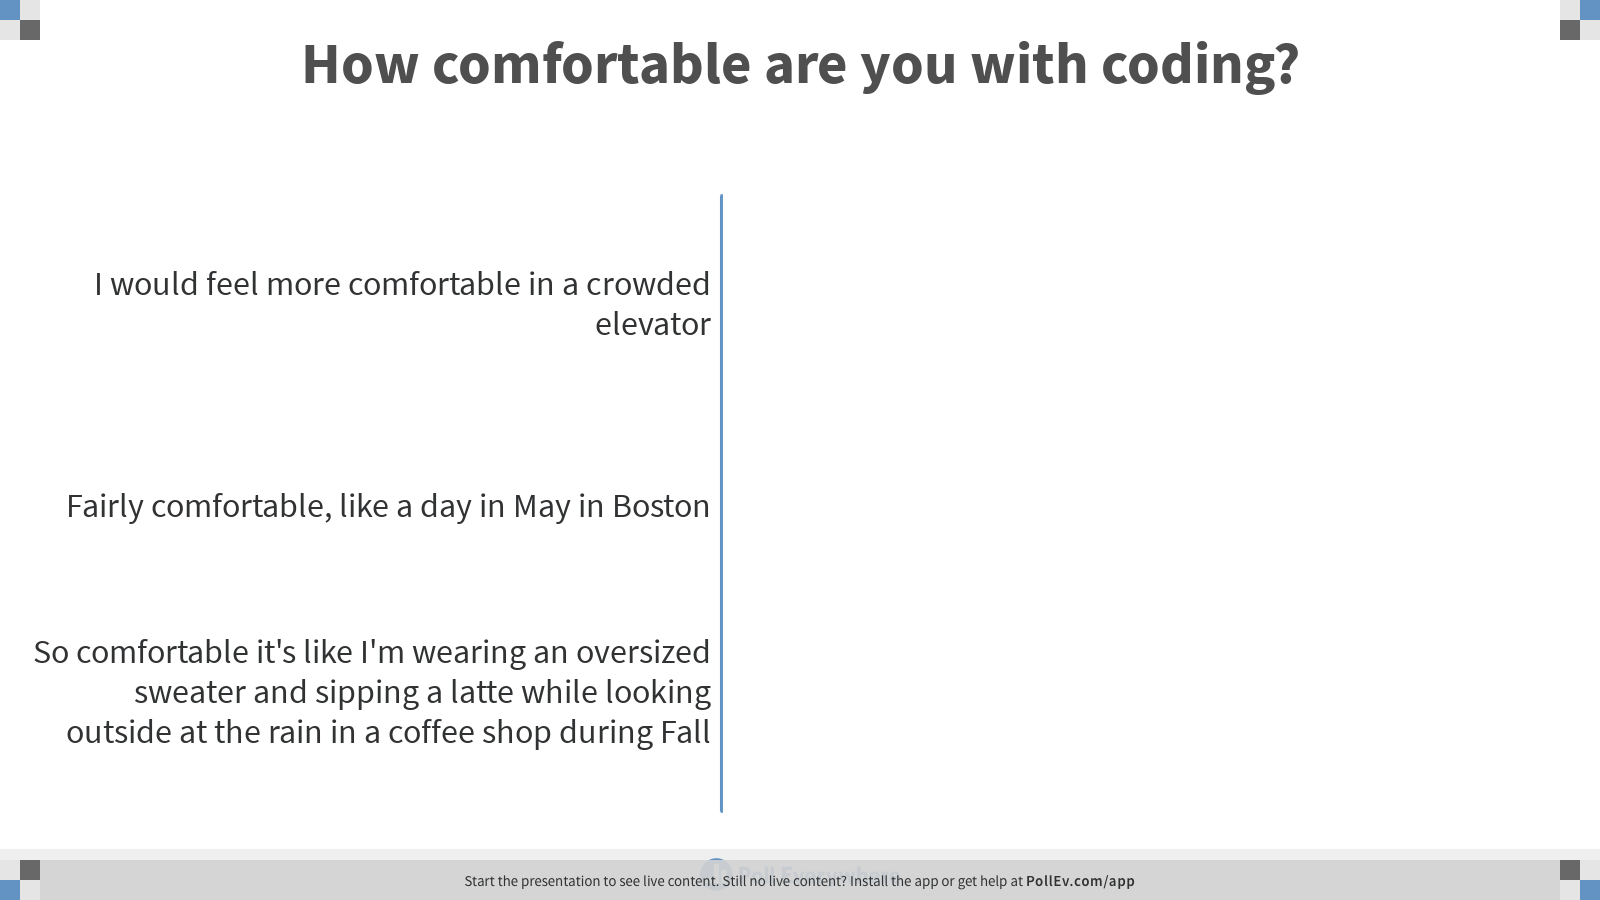 How comfortable are you with coding?
I would feel more comfortable in a crowded
elevator
Fairly comfortable, like a day in May in Boston
So comfortable it's like I'm wearing an oversized
sweater and sipping a latte while looking
outside at the rain in a coffee shop during Fall
Start the presentation to see live content. Still no live content? Install the app or get help at PollEv.com/app